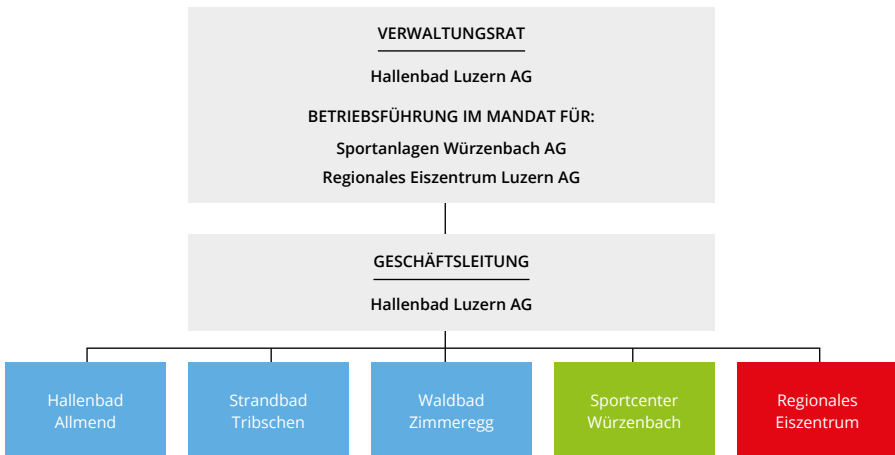 VERWALTUNGSRAT
Hallenbad Luzern AG
BETRIEBSFÜHRUNG IM MANDAT FÜR:
Sportanlagen Würzenbach AG
Regionales Eiszentrum Luzern AG
GESCHÄFTSLEITUNG
Hallenbad Luzern AG
Hallenbad
Allmend
Strandbad
Tribschen
Waldbad
Zimmeregg
Sportcenter
Würzenbach
Regionales
Eiszentrum